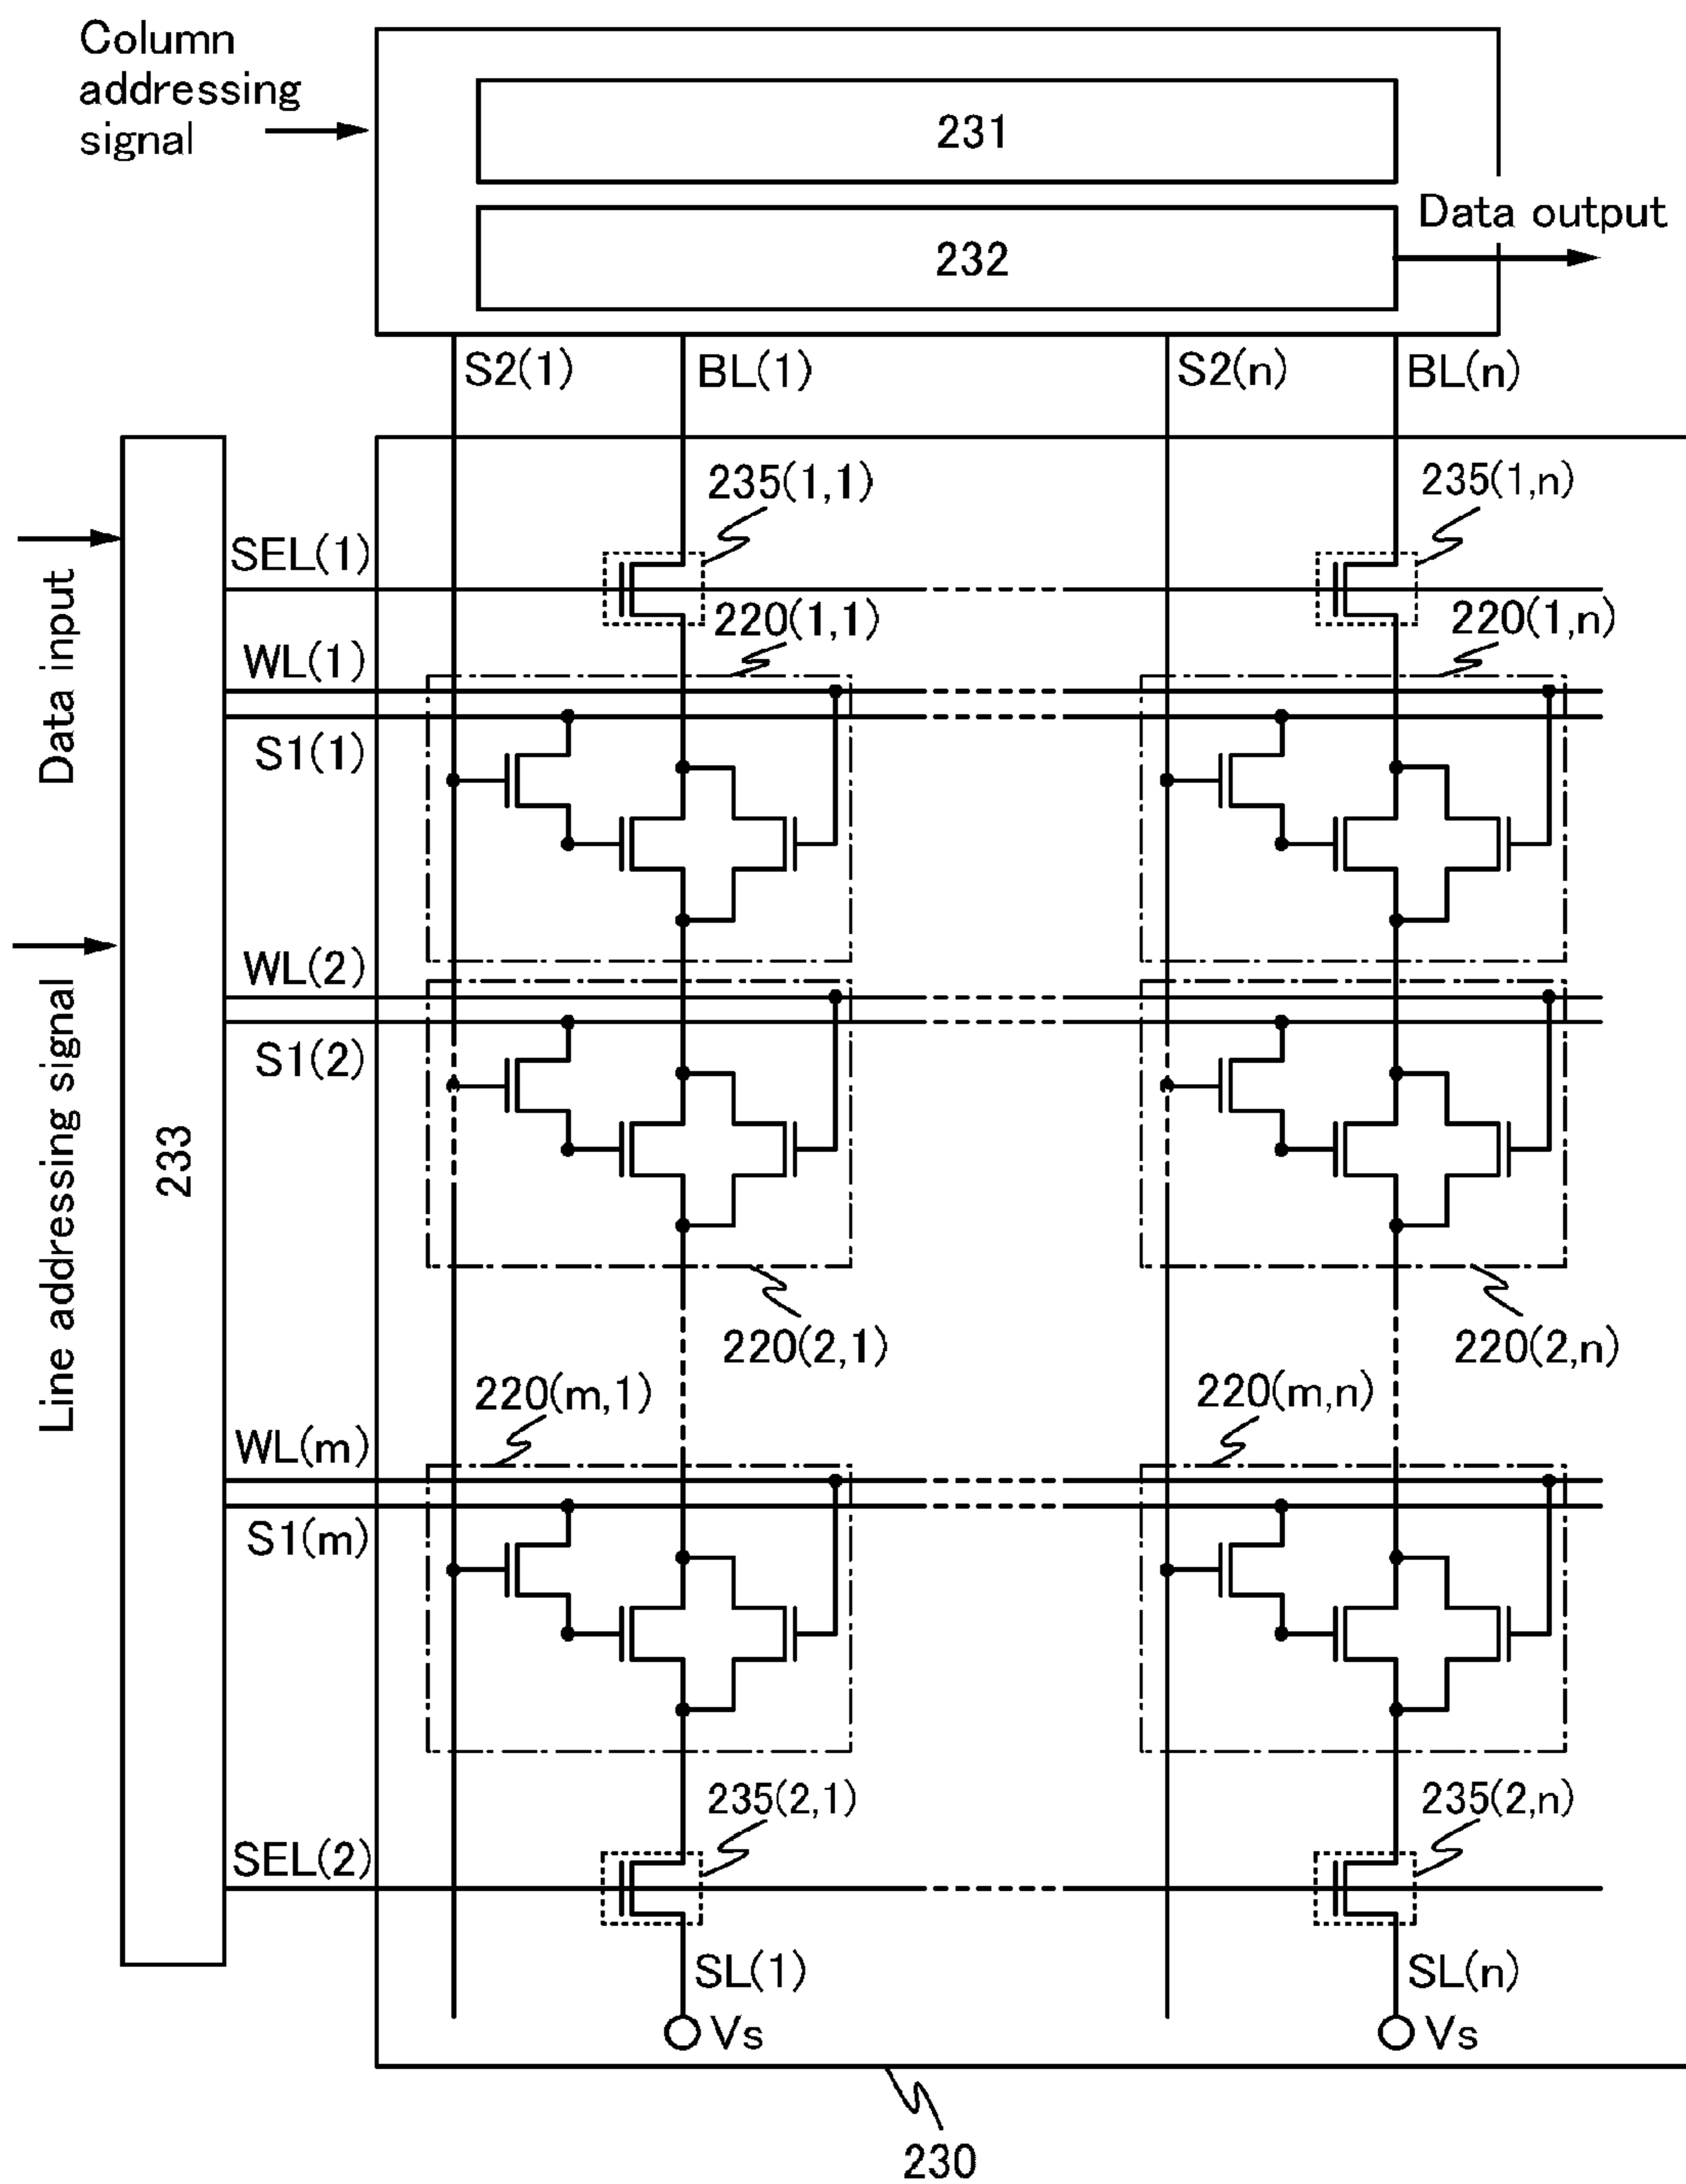 Column
addressing
signal
231
232
Data output
S2(1)
BL(1)
S2(n)
BL(n)
235(1,1)
235(1,n)
SEL(1)
220(1,1)
220(1,n)
WL(1)
S1(1)
Data input
WL(2)
S1(2)
Line addressing signal
233
220(2,1)
220(2,n)
220(m,1)
220(m,n)
WL(m)
S1(m)
235(2,1)
235(2,n)
SEL(2)
SL(1)
SL(n)
Vs
Vs
230